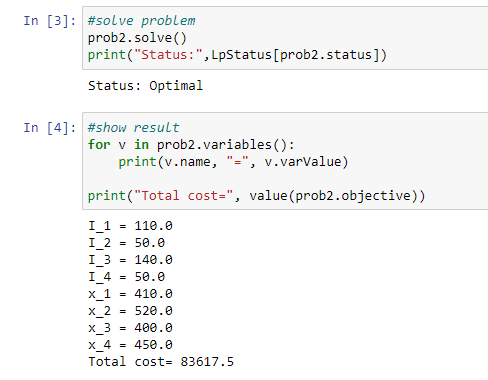 In [3]: #solve problem
prob2.solve()
print("Status:",LpStatus[prob2.status])
Status: Optimal
In [4]: #show result
for v in prob2.variables():
    print(v.name, "=", v.varValue)
print("Total cost=", value(prob2.objective))
I_1 = 110.0
I_2 = 50.0
I_3 = 140.0
I_4 = 50.0
x_1 = 410.0
x_2 = 520.0
x_3 = 400.0
x_4 = 450.0
Total cost= 83617.5